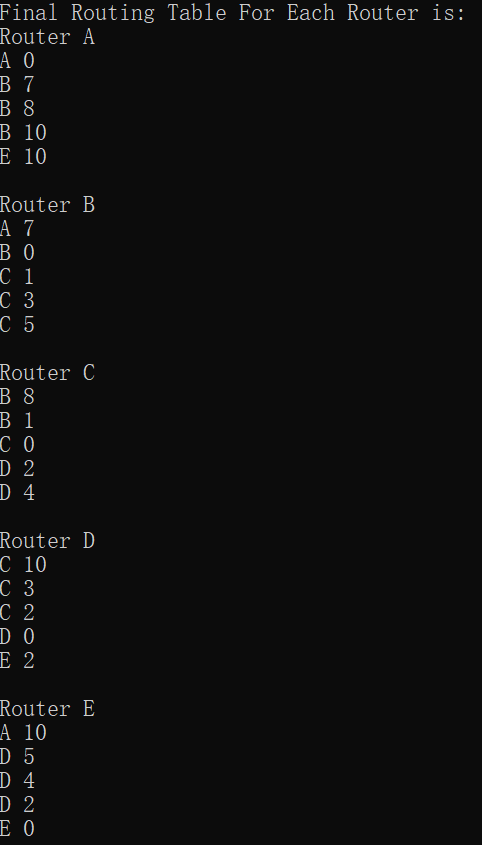 Final Routing Table For Each Router is:
Router A
A 0
B 7
B 8
B 10
E 10

Router B
A 7
B 0
C 1
C 3
C 5

Router C
B 8
B 1
C 0
D 2
D 4

Router D
C 10
C 3
C 2
D 0
E 2

Router E
A 10
D 5
D 4
D 2
E 0